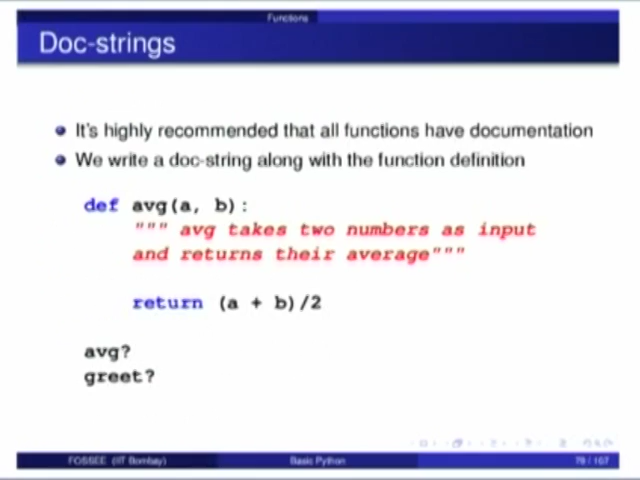 Functions
Doc-strings
It's highly recommended that all functions have documentation
We write a doc-string along with the function definition
def avg(a, b):
""" avg takes two numbers as input
and returns their average"""
return (a + b)/2
avg?
greet?
FOSSEE (IIT Bombay) Basic Python 79 / 167